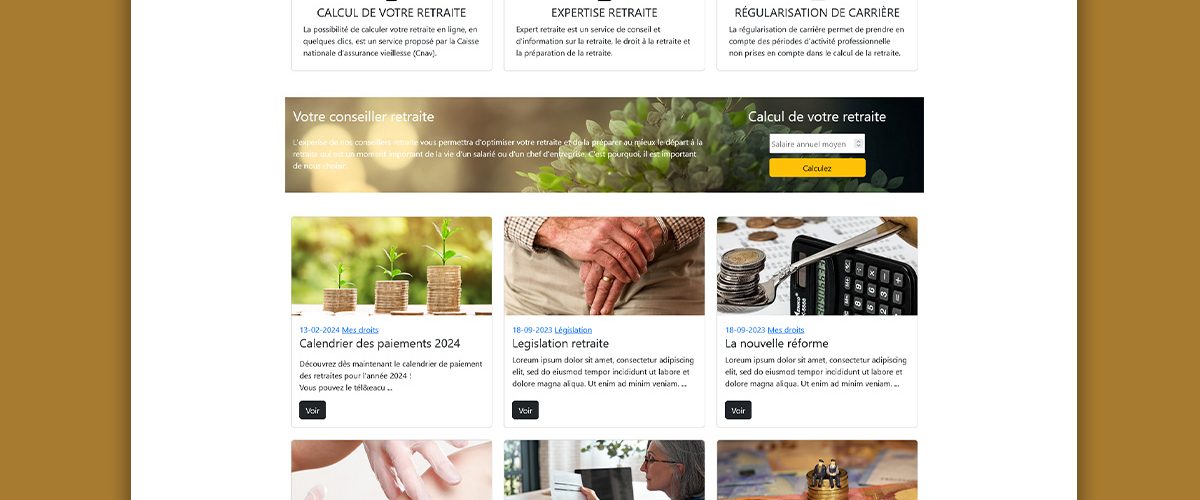 CALCUL DE VOTRE RETRAITE
La possibilité de calculer votre retraite en ligne, en
quelques clics, est un service proposé par la Caisse
nationale d'assurance vieillesse (Cnav).
EXPERTISE RETRAITE
Expert retraite est un service de conseil et
d'information sur la retraite, le droit à la retraite et
la préparation de la retraite.
RÉGULARISATION DE CARRIÈRE
La régularisation de carrière permet de prendre en
compte des périodes d'activité professionnelle
non prises en compte dans le calcul de la retraite.
Votre conseiller retraite
L'expertise de nos conseillers retraite vous permettra d'optimiser votre retraite et de la préparer au mieux le départ à la
retraite qui est un moment important de la vie d'un salarié ou d'un chef d'entreprise. C'est pourquoi, il est important
de nous choisir.
Calcul de votre retraite
Salaire annuel moyen
Calculez
13-02-2024 Mes droits
Calendrier des paiements 2024
Découvrez dès maintenant le calendrier de paiement
des retraites pour l'année 2024 !
Vous pouvez le tél&eacu ...
Voir
18-09-2023 Législation
Legislation retraite
Lorem ipsum dolor sit amet, consectetur adipiscing
elit, sed do eiusmod tempor incididunt ut labore et
dolore magna aliqua. Ut enim ad minim veniam. ...
Voir
18-09-2023 Mes droits
La nouvelle réforme
Lorem ipsum dolor sit amet, consectetur adipiscing
elit, sed do eiusmod tempor incididunt ut labore et
dolore magna aliqua. Ut enim ad minim veniam. ...
Voir